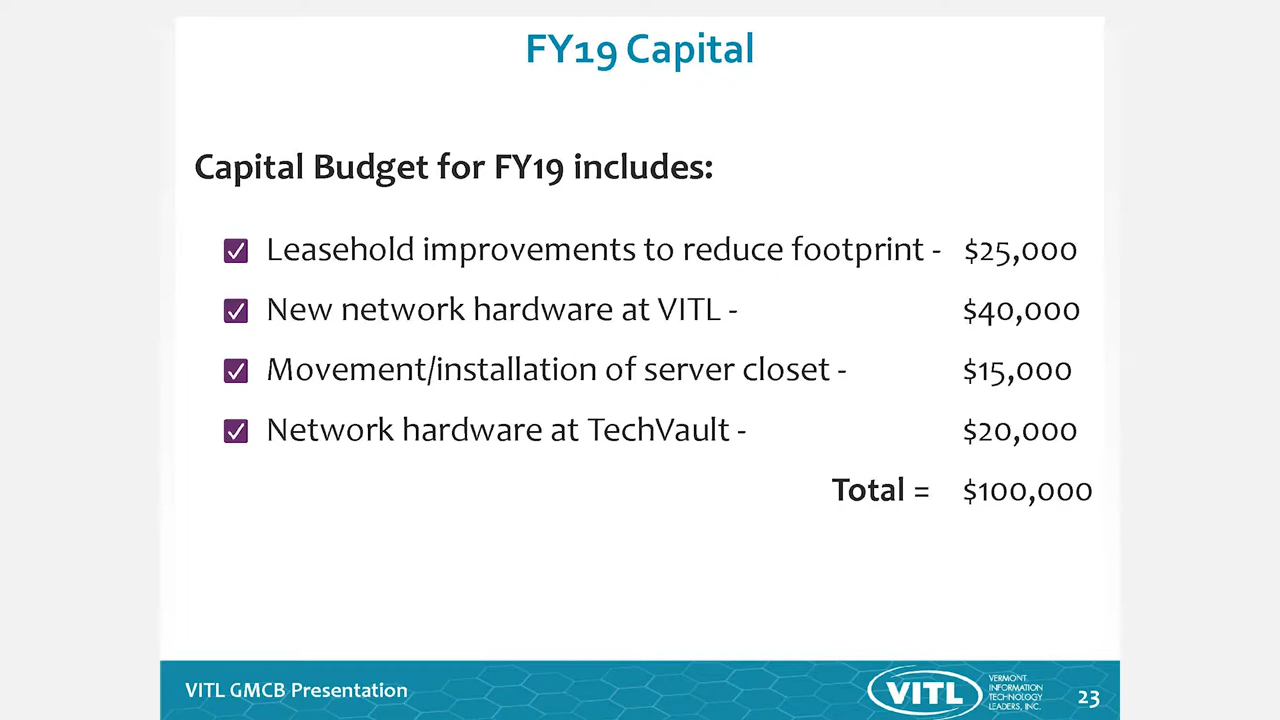 FY19 Capital
Capital Budget for FY19 includes:
Leasehold improvements to reduce footprint - $25,000
New network hardware at VITL - $40,000
Movement/installation of server closet - $15,000
Network hardware at TechVault - $20,000
Total = $100,000
VITL GMCB Presentation
VITL
VERMONT
INFORMATION
TECHNOLOGY
LEADERS, INC.
23